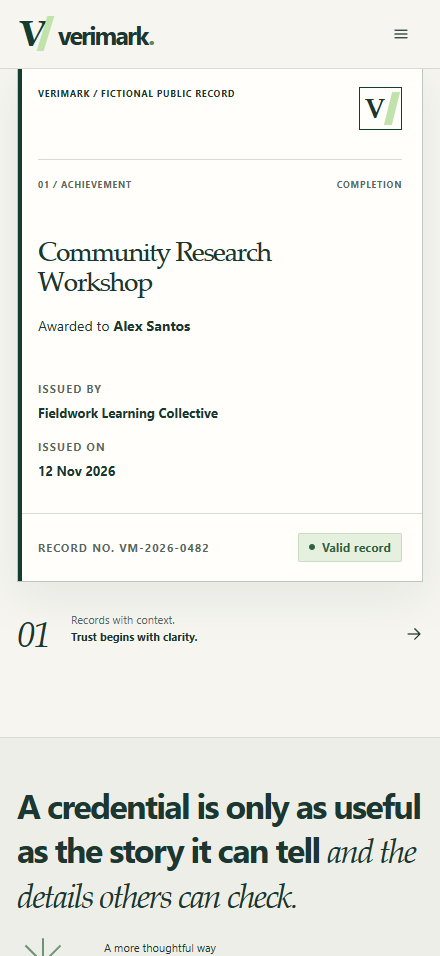 V verimark.
VERIMARK / FICTIONAL PUBLIC RECORD
V
01 / ACHIEVEMENT
COMPLETION
Community Research
Workshop
Awarded to Alex Santos
ISSUED BY
Fieldwork Learning Collective
ISSUED ON
12 Nov 2026
RECORD NO. VM-2026-0482
Valid record
01
Records with context.
Trust begins with clarity.
A credential is only as useful
as the story it can tell and the
details others can check.
A more thoughtful way